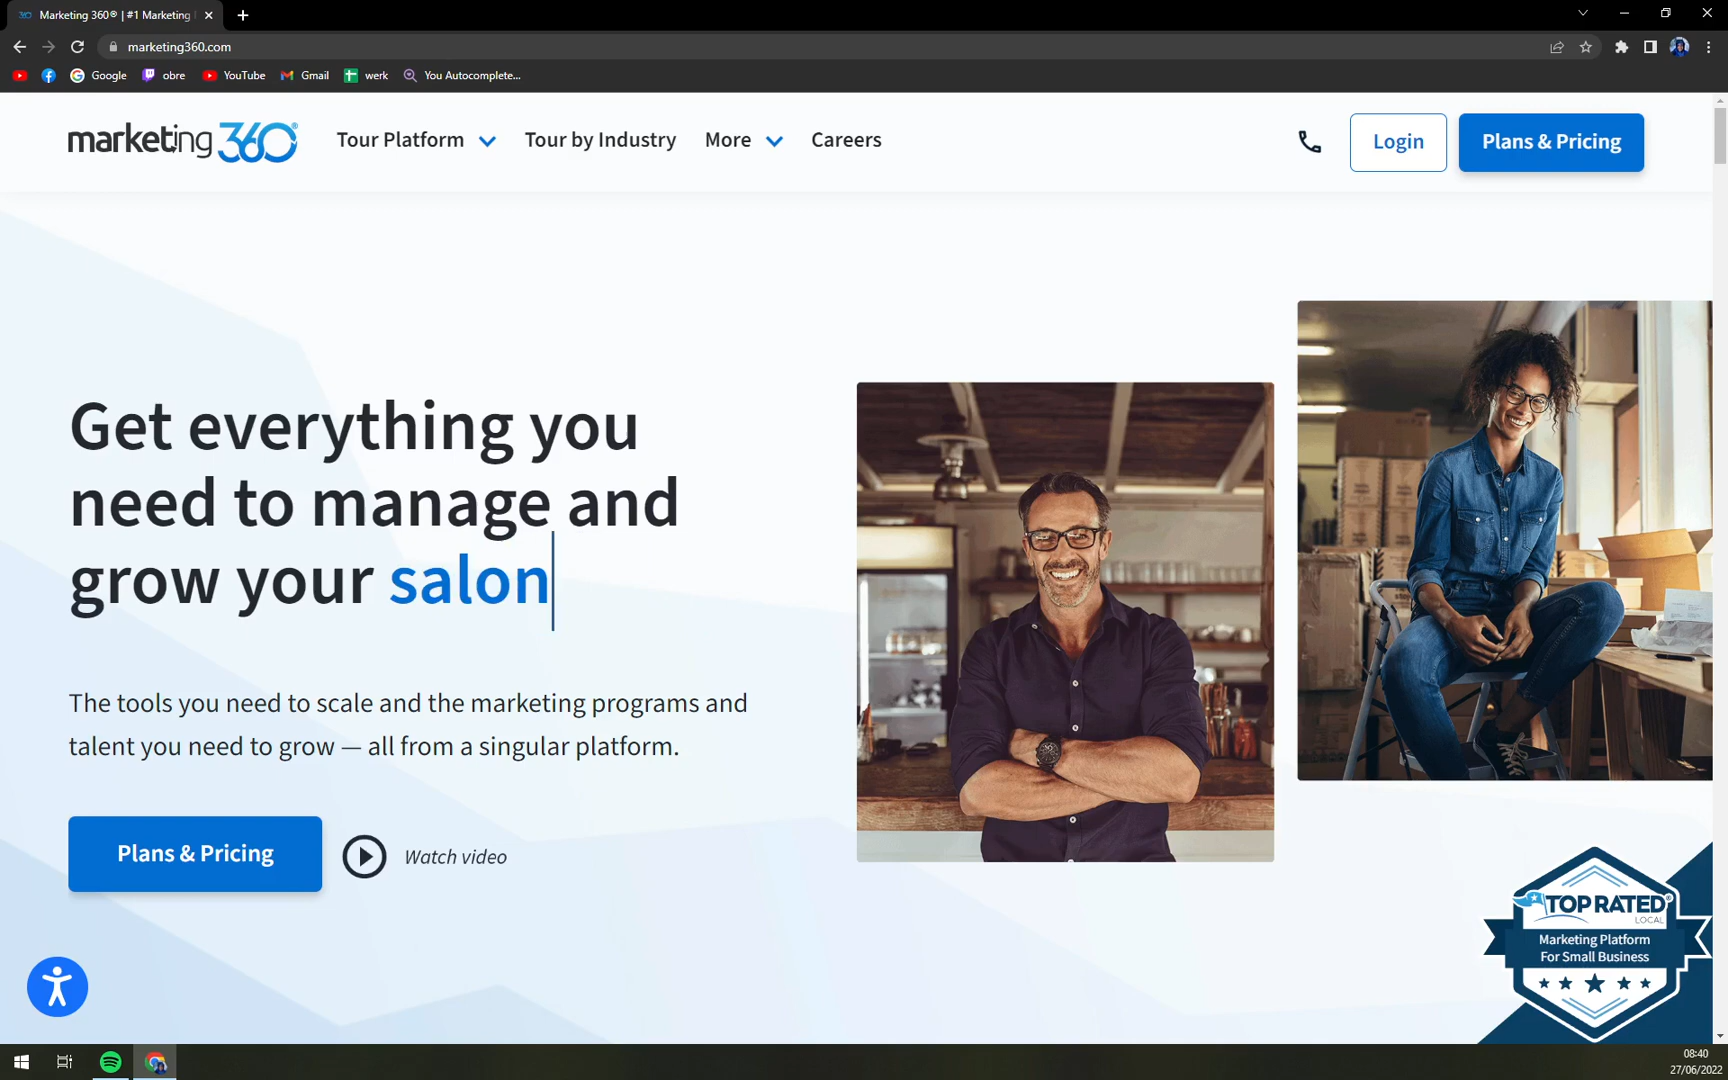 Marketing 360® | #1 Marketing
marketing360.com
Google
obre
YouTube
Gmail
werk
You Autocomplete...
marketing 360®
Tour Platform
Tour by Industry
More
Careers
Login
Plans & Pricing
Get everything you
need to manage and
grow your salon
The tools you need to scale and the marketing programs and
talent you need to grow — all from a singular platform.
Plans & Pricing
Watch video
TOP RATED®
LOCAL
Marketing Platform
For Small Business
08:40
27/06/2022